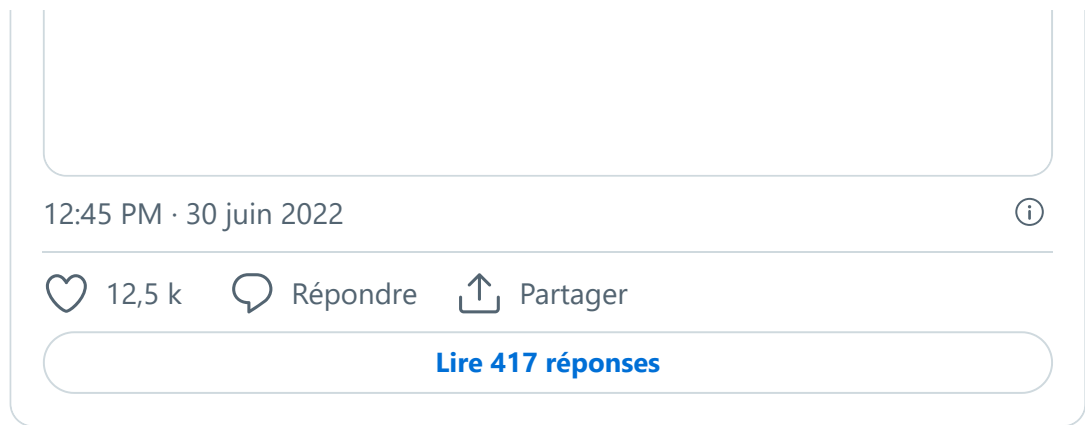 12:45 PM · 30 juin 2022
12,5 k Répondre Partager
Lire 417 réponses